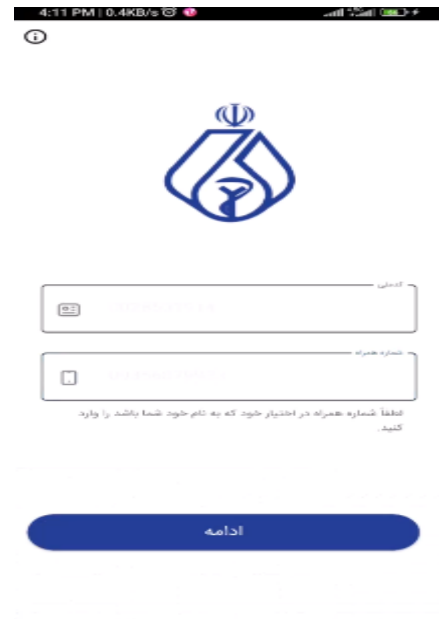 4:11 PM | 0.4KB/s
کدملی
شماره همراه
لطفاً شماره همراه در اختیار خود که به نام خود شما باشد را وارد
کنید.
ادامه